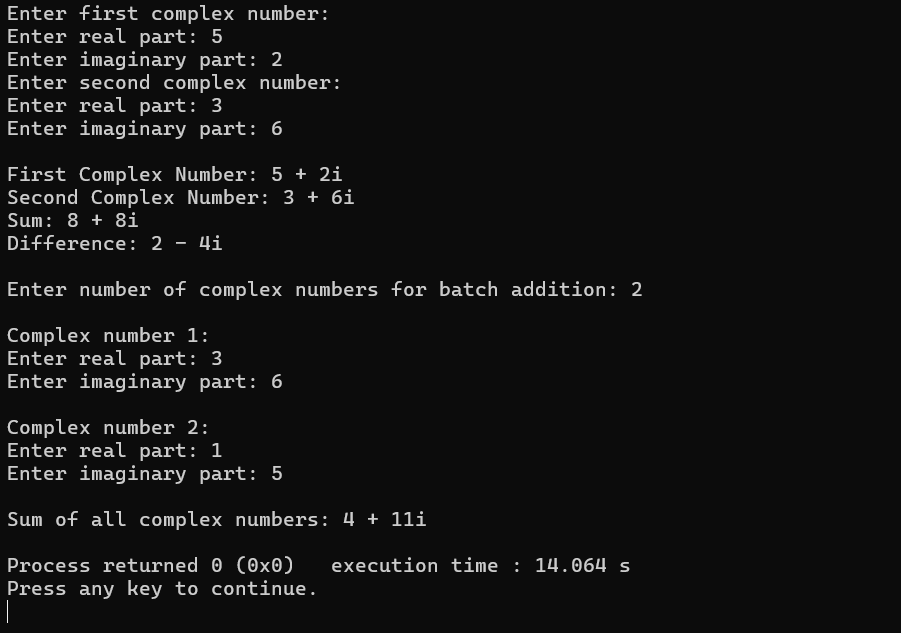 Enter first complex number:
Enter real part: 5
Enter imaginary part: 2
Enter second complex number:
Enter real part: 3
Enter imaginary part: 6
First Complex Number: 5 + 2i
Second Complex Number: 3 + 6i
Sum: 8 + 8i
Difference: 2 - 4i
Enter number of complex numbers for batch addition: 2
Complex number 1:
Enter real part: 3
Enter imaginary part: 6
Complex number 2:
Enter real part: 1
Enter imaginary part: 5
Sum of all complex numbers: 4 + 11i
Process returned 0 (0x0)   execution time : 14.064 s
Press any key to continue.